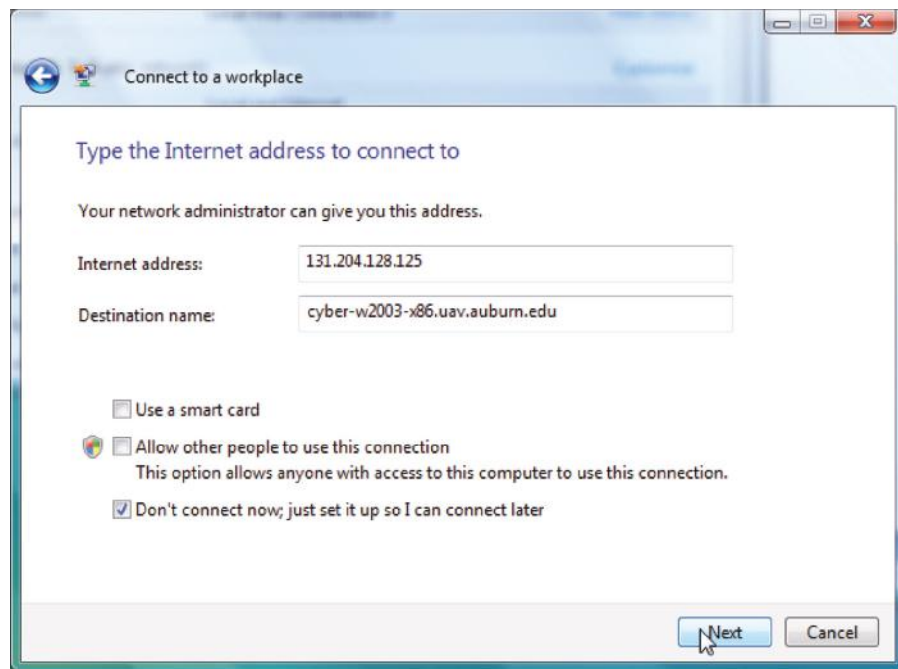 Connect to a workplace
Type the Internet address to connect to
Your network administrator can give you this address.
Internet address: 131.204.128.125
Destination name: cyber-w2003-x86.uav.auburn.edu
Use a smart card
Allow other people to use this connection
This option allows anyone with access to this computer to use this connection.
Don't connect now; just set it up so I can connect later
Next Cancel